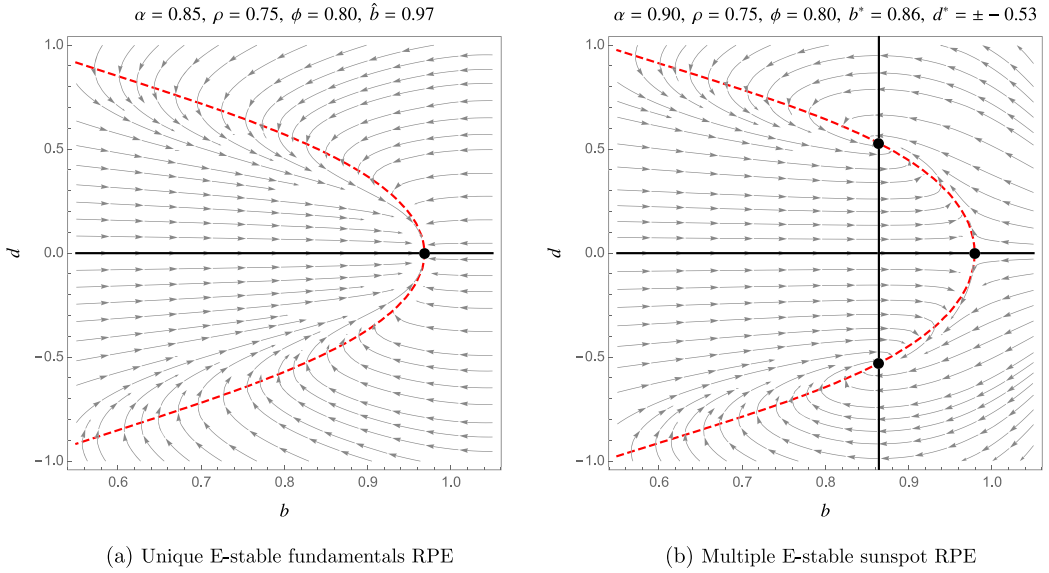 α = 0.85, ρ = 0.75, ϕ = 0.80, b̂ = 0.97
1.0
0.5
0.0
−0.5
−1.0
d
0.6 0.7 0.8 0.9 1.0
b
(a) Unique E-stable fundamentals RPE
α = 0.90, ρ = 0.75, ϕ = 0.80, b* = 0.86, d* = ± − 0.53
1.0
0.5
0.0
−0.5
−1.0
d
0.6 0.7 0.8 0.9 1.0
b
(b) Multiple E-stable sunspot RPE